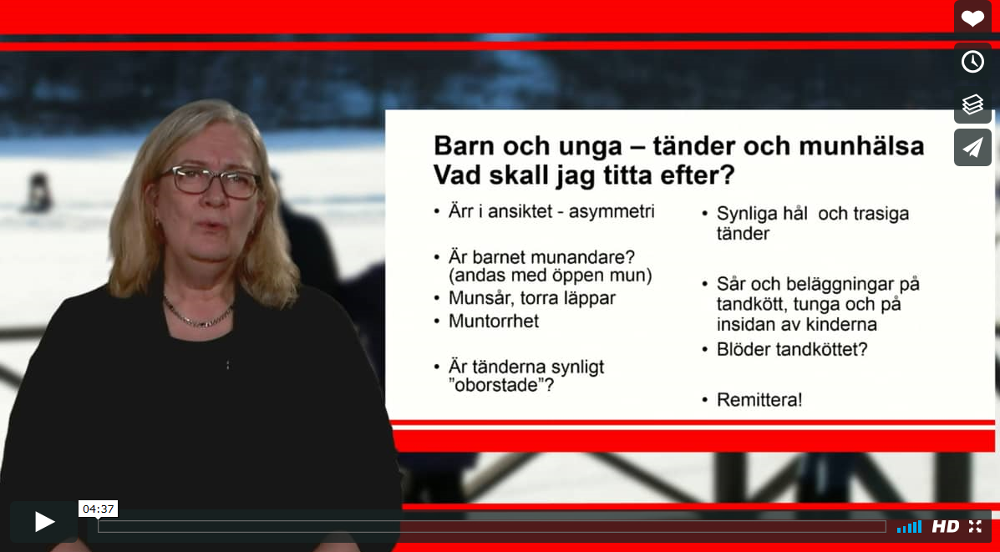 Barn och unga – tänder och munhälsa
Vad skall jag titta efter?
• Ärr i ansiktet - asymmetri
• Är barnet munandare?
(andas med öppen mun)
• Munsår, torra läppar
• Muntorrhet
• Är tänderna synligt
”oborstade”?
• Synliga hål och trasiga
tänder
• Sår och beläggningar på
tandkött, tunga och på
insidan av kinderna
• Blöder tandköttet?
• Remittera!
04:37
HD